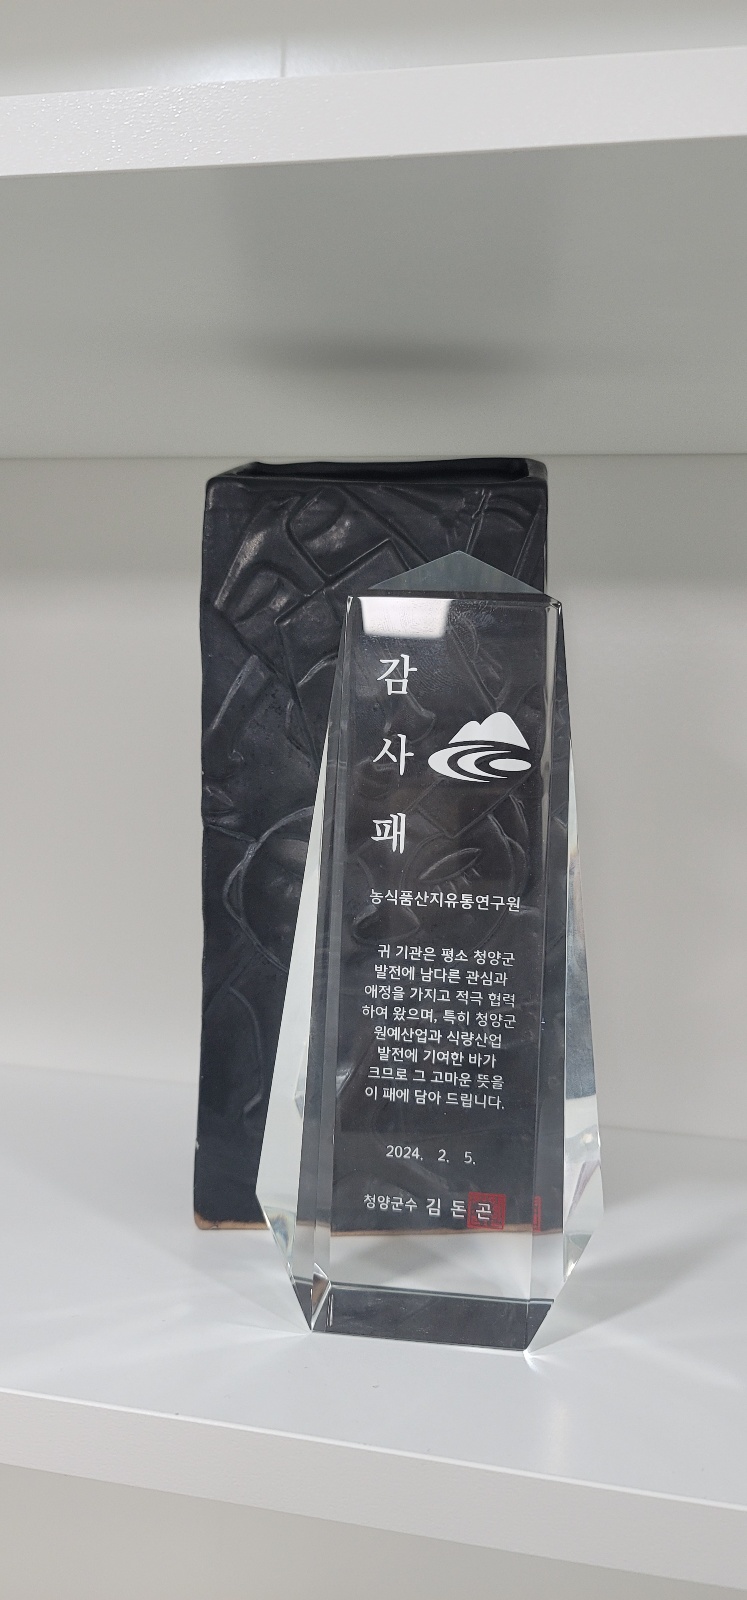 감
사
패
농식품산지유통연구원
귀 기관은 평소 청양군
발전에 남다른 관심과
애정을 가지고 적극 협력
하여 왔으며, 특히 청양군
원예산업과 식량산업
발전에 기여한 바가
크므로 그 고마운 뜻을
이 패에 담아 드립니다.
2024. 2. 5.
청양군수 김 돈 곤